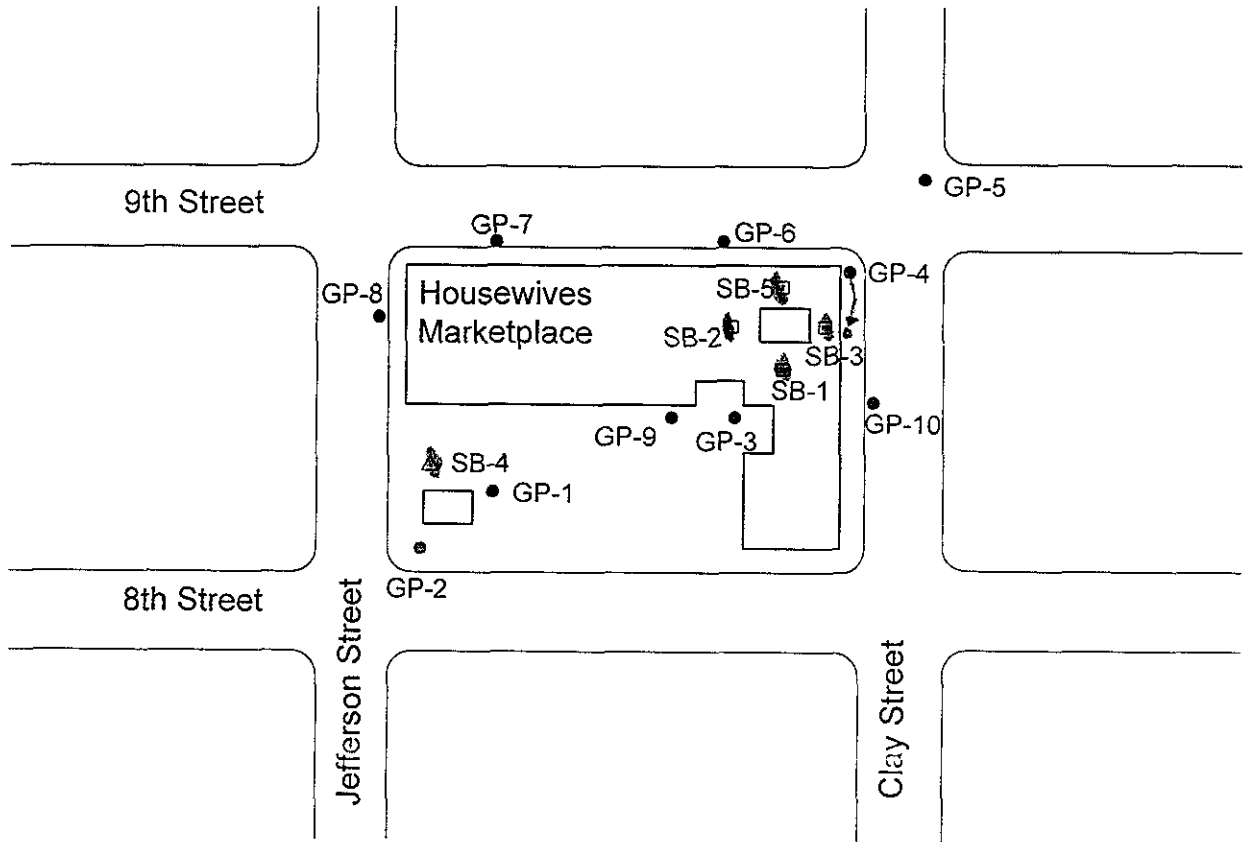 9th Street
GP-5
GP-7
GP-6
GP-4
GP-8
Housewives
Marketplace
SB-5
SB-2
SB-3
SB-1
GP-9
GP-3
GP-10
SB-4
GP-1
GP-2
8th Street
Jefferson Street
Clay Street